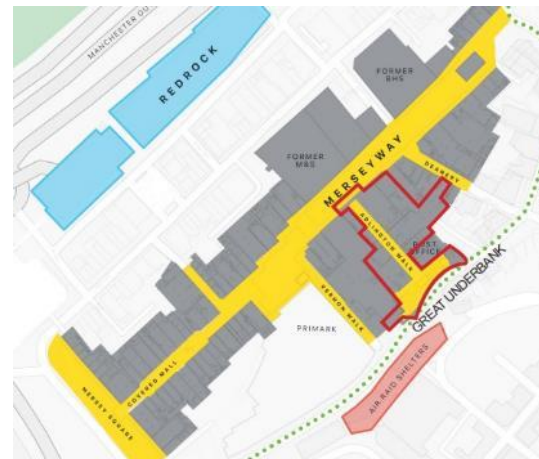 MANCHESTER OU
REDROCK
FORMER
BHS
FORMER
M&S
MERSEYWAY
DEANERY
ADLINGTON WALK
POST
OFFICE
GREAT UNDERBANK
VERNON WALK
PRIMARK
AIR RAID SHELTERS
COVERED MALL
MERSEY SQUARE